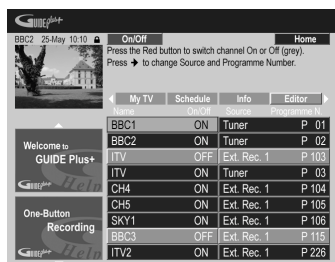 GUIDE Plus+
BBC2 25-May 10:10 On/Off Home
Press the Red button to switch channel On or Off (grey).
Press → to change Source and Programme Number.
My TV Schedule Info Editor
Name On/Off Source Programme N.
BBC1 ON Tuner P 01
BBC2 ON Tuner P 02
ITV OFF Ext. Rec. 1 P 103
ITV ON Tuner P 03
CH4 ON Ext. Rec. 1 P 104
CH5 ON Ext. Rec. 1 P 105
SKY1 ON Ext. Rec. 1 P 106
BBC3 OFF Ext. Rec. 1 P 115
ITV2 ON Ext. Rec. 1 P 226
Welcome to
GUIDE Plus+
GUIDE Plus+ Help
One-Button
Recording
GUIDE Plus+ Help